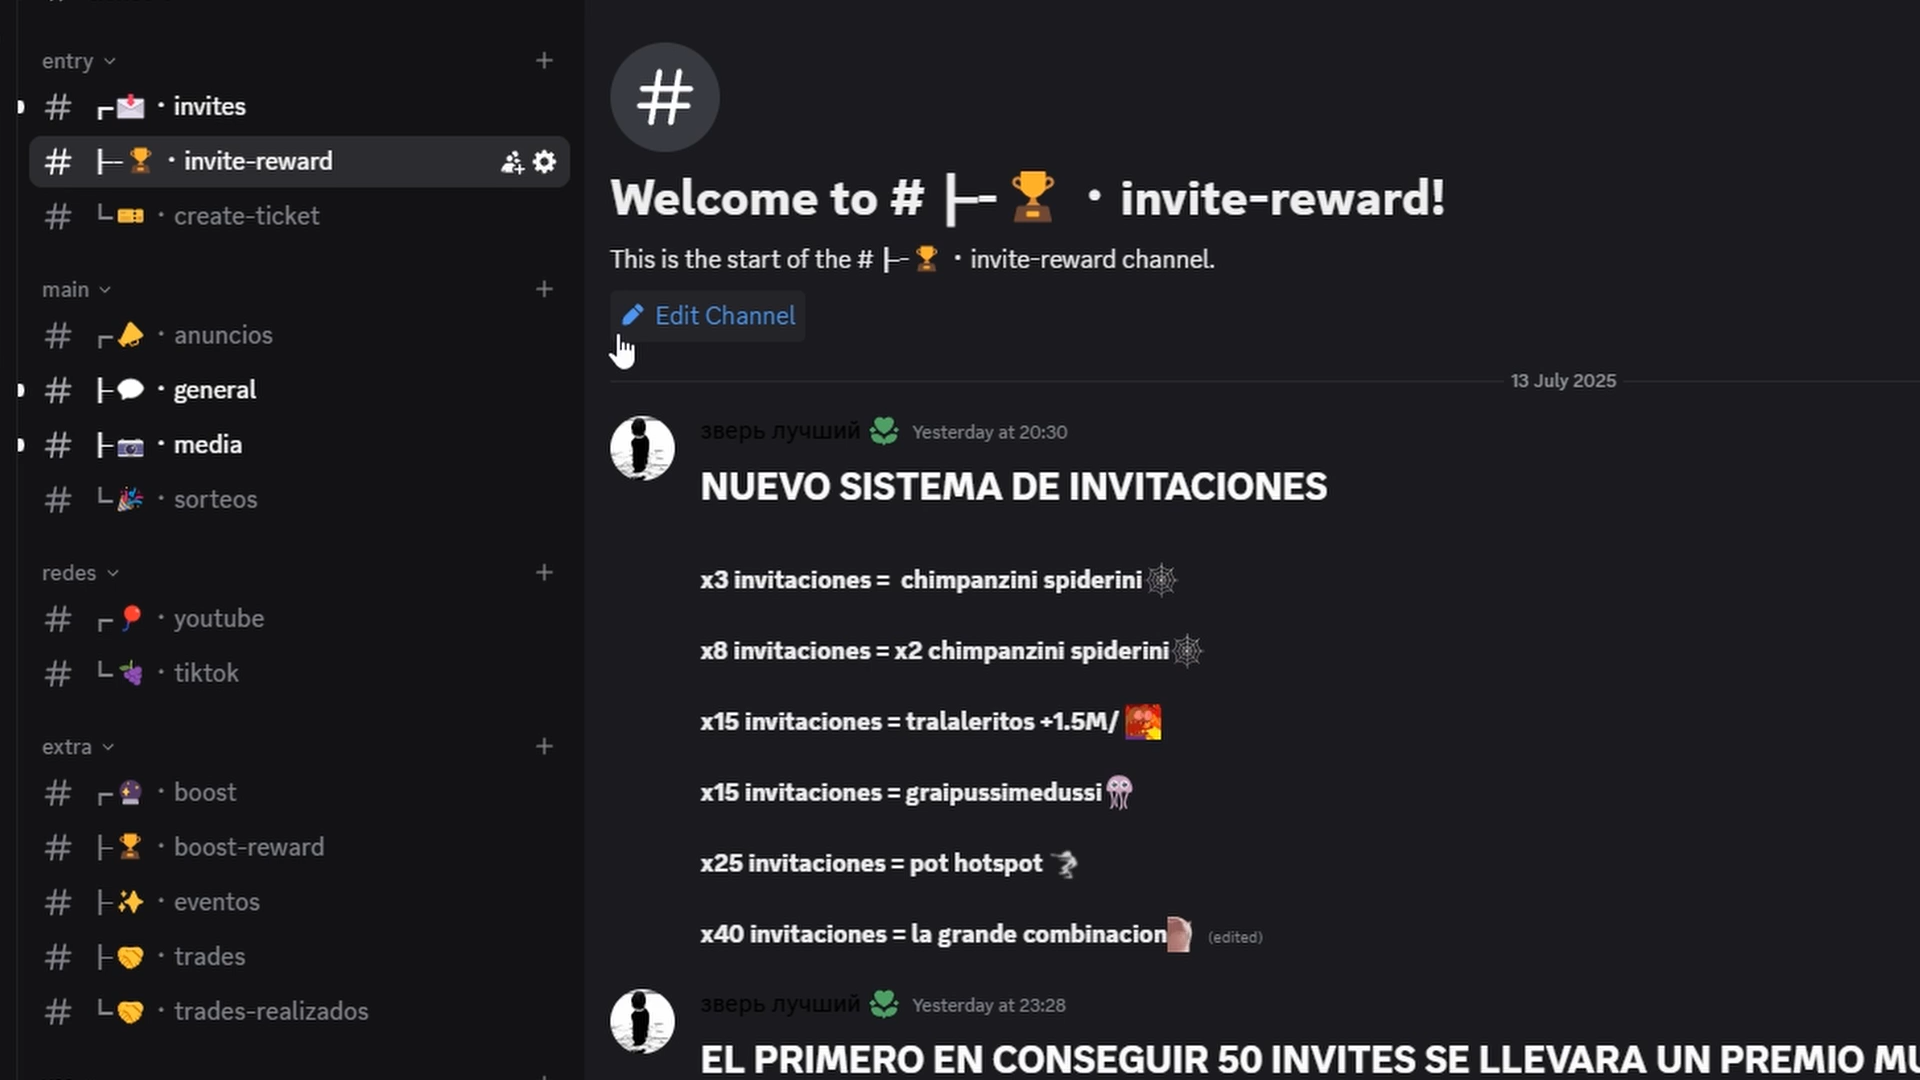 entry
# ┌📩・invites
# ├-🏆・invite-reward
# └🎫・create-ticket
main
# ┌📣・anuncios
# ├💬・general
# ├📷・media
# └🎉・sorteos
redes
# ┌🎈・youtube
# └🍇・tiktok
extra
# ┌🔮・boost
# ├🏆・boost-reward
# ├✨・eventos
# ├🤝・trades
# └🤝・trades-realizados
Welcome to # ├-🏆・invite-reward!
This is the start of the # ├-🏆・invite-reward channel.
Edit Channel
13 July 2025
зверь лучший Yesterday at 20:30
NUEVO SISTEMA DE INVITACIONES
x3 invitaciones = chimpanzini spiderini🕸️
x8 invitaciones = x2 chimpanzini spiderini🕸️
x15 invitaciones = tralaleritos +1.5M/
x15 invitaciones = graipussimedussi
x25 invitaciones = pot hotspot
x40 invitaciones = la grande combinacion (edited)
зверь лучший Yesterday at 23:28
EL PRIMERO EN CONSEGUIR 50 INVITES SE LLEVARA UN PREMIO MU